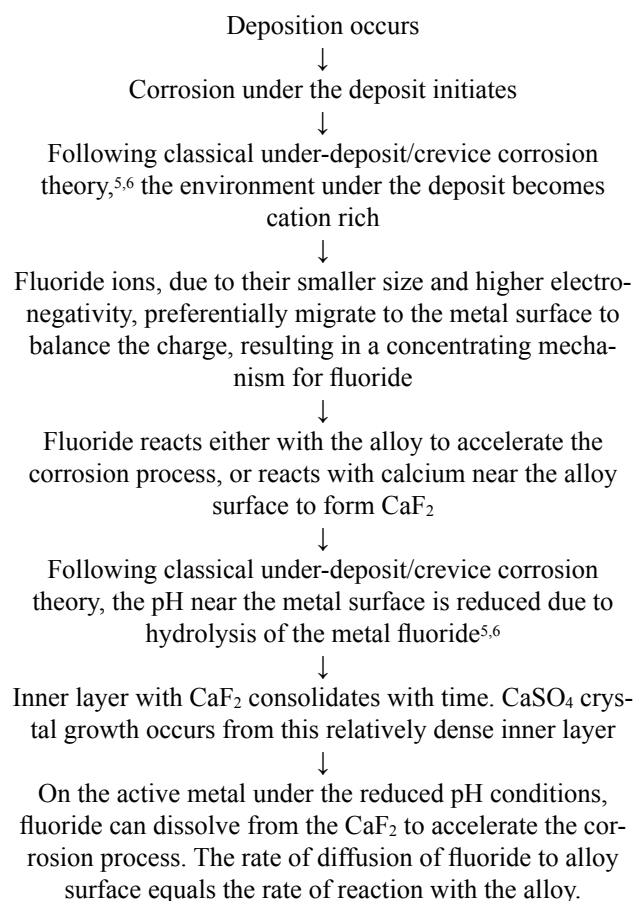 Deposition occurs
↓
Corrosion under the deposit initiates
↓
Following classical under-deposit/crevice corrosion
theory,⁵,⁶ the environment under the deposit becomes
cation rich
↓
Fluoride ions, due to their smaller size and higher electro-
negativity, preferentially migrate to the metal surface to
balance the charge, resulting in a concentrating mecha-
nism for fluoride
↓
Fluoride reacts either with the alloy to accelerate the
corrosion process, or reacts with calcium near the alloy
surface to form CaF₂
↓
Following classical under-deposit/crevice corrosion
theory, the pH near the metal surface is reduced due to
hydrolysis of the metal fluoride⁵,⁶
↓
Inner layer with CaF₂ consolidates with time. CaSO₄ crys-
tal growth occurs from this relatively dense inner layer
↓
On the active metal under the reduced pH conditions,
fluoride can dissolve from the CaF₂ to accelerate the cor-
rosion process. The rate of diffusion of fluoride to alloy
surface equals the rate of reaction with the alloy.